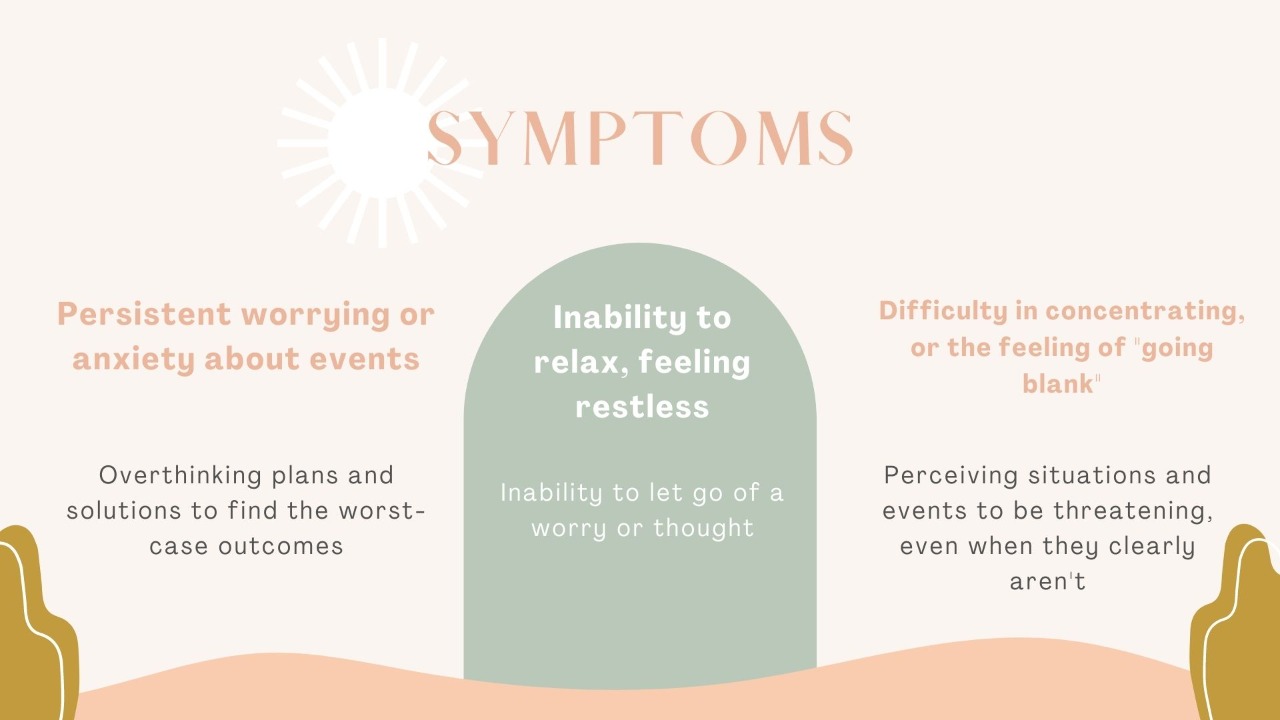 SYMPTOMS
Persistent worrying or
anxiety about events
Overthinking plans and
solutions to find the worst-
case outcomes
Inability to
relax, feeling
restless
Inability to let go of a
worry or thought
Difficulty in concentrating,
or the feeling of "going
blank"
Perceiving situations and
events to be threatening,
even when they clearly
aren't